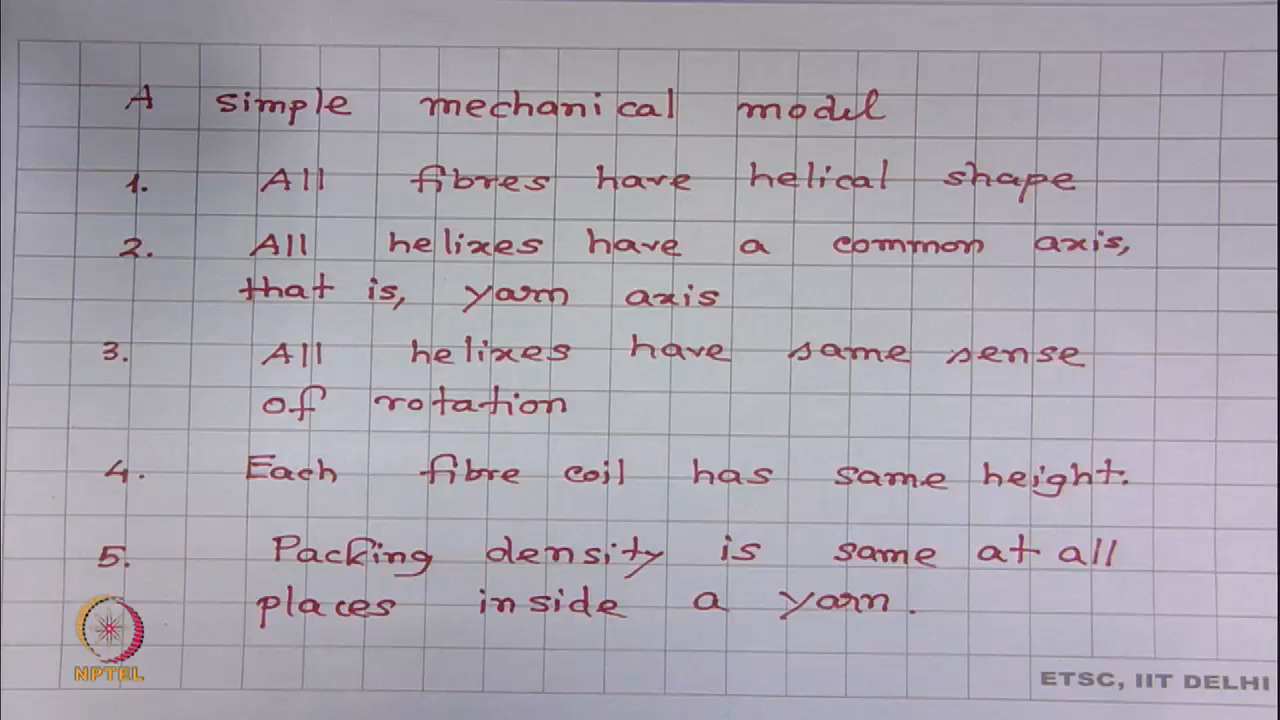 A simple mechanical model
1. All fibres have helical shape
2. All helixes have a common axis,
that is, yarn axis
3. All helixes have same sense
of rotation
4. Each fibre coil has same height.
5. Packing density is same at all
places inside a yarn.
NPTEL
ETSC, IIT DELHI